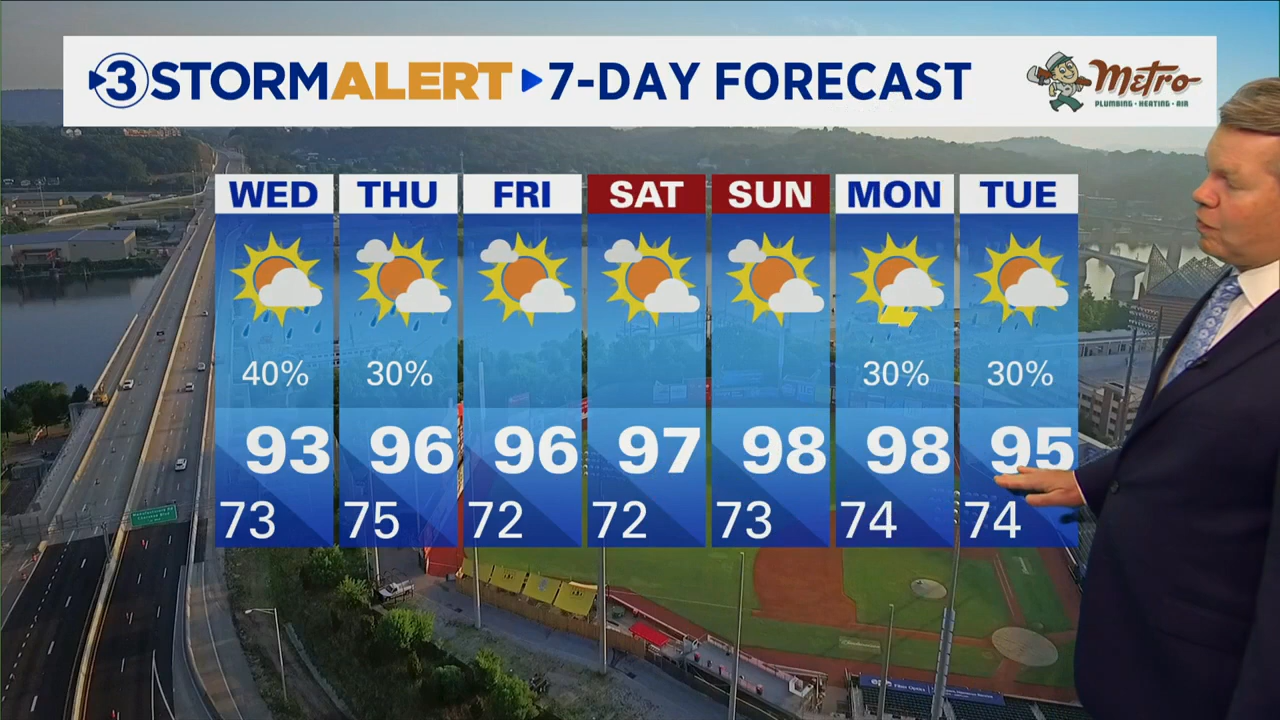 3 STORMALERT 7-DAY FORECAST
Metro
PLUMBING • HEATING • AIR
WED THU FRI SAT SUN MON TUE
40% 30% 30% 30%
93 96 96 97 98 98 95
73 75 72 72 73 74 74